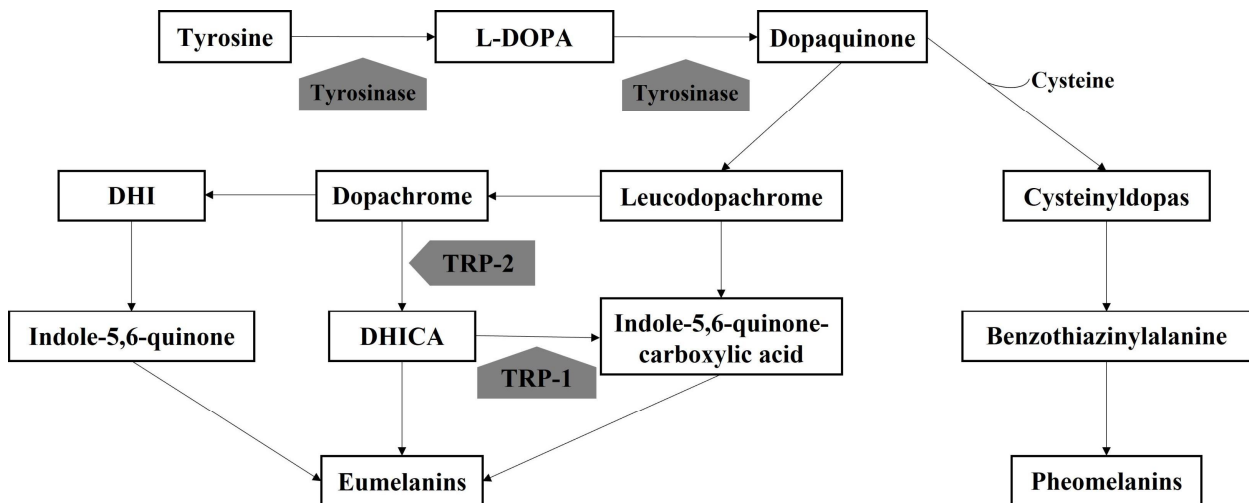 Tyrosine
L-DOPA
Dopaquinone
Tyrosinase
Tyrosinase
Cysteine
DHI
Dopachrome
Leucodopachrome
Cysteinyldopas
TRP-2
Indole-5,6-quinone
DHICA
Indole-5,6-quinone-
carboxylic acid
Benzothiazinylalanine
TRP-1
Eumelanins
Pheomelanins